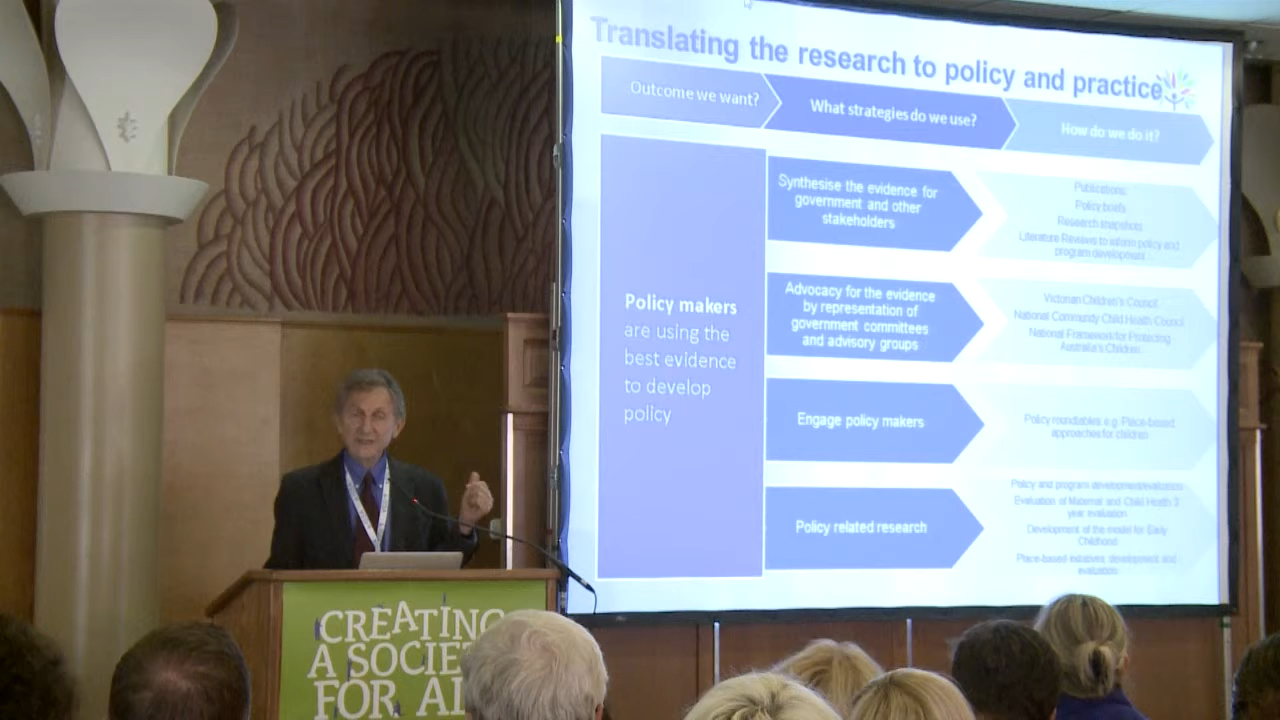 Translating the research to policy and practice
Outcome we want?
What strategies do we use?
How do we do it?
Policy makers
are using the
best evidence
to develop
policy
Synthesise the evidence for
government and other
stakeholders
Publications
Policy briefs
Research snapshots
Literature Reviews to inform policy and
program development
Advocacy for the evidence
by representation of
government committees
and advisory groups
Victorian Children's Council
National Community Child Health Council
National Framework for Protecting
Australia's Children
Engage policy makers
Policy roundtables e.g. Place-based
approaches for children
Policy related research
Policy and program development/evaluation
Evaluation of Maternal and Child Health 3
year evaluation
Development of the model for Early
Childhood
Place-based initiatives development and
evaluation
CREATING
A SOCIET
FOR AL